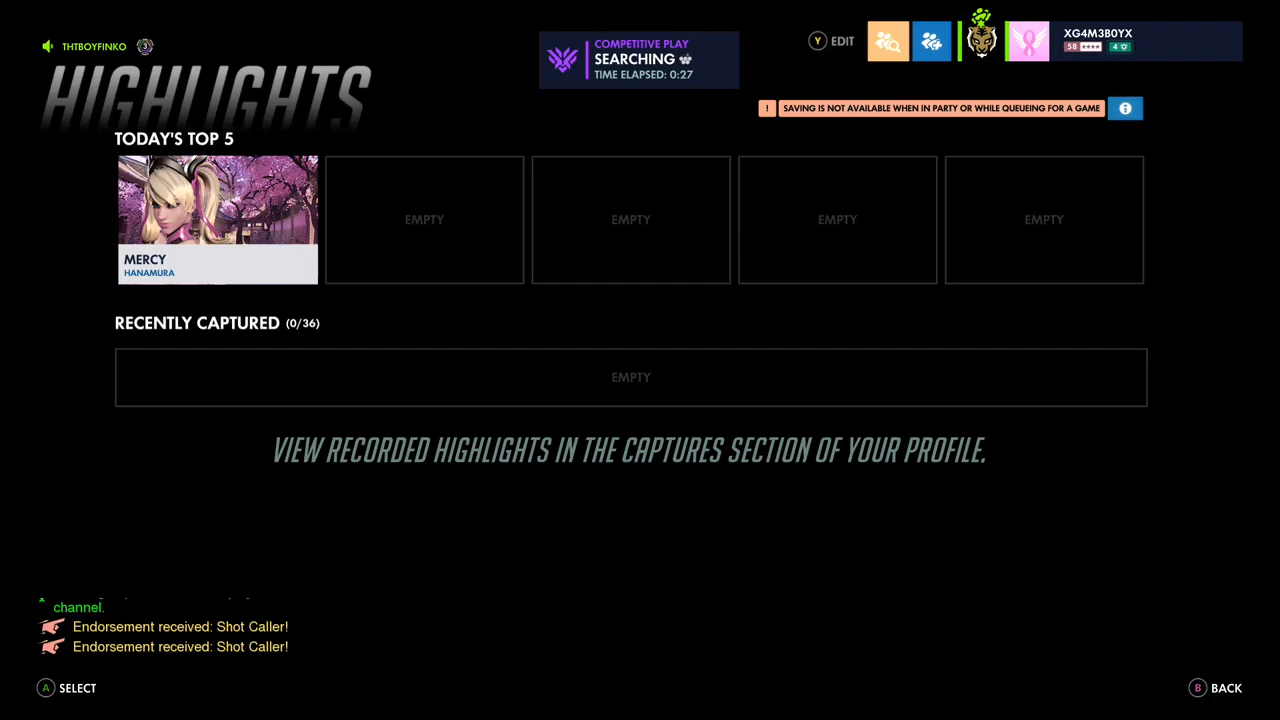 THTBOYFINKO
3
HIGHLIGHTS
COMPETITIVE PLAY
SEARCHING
TIME ELAPSED: 0:27
Y EDIT
XG4M3B0YX
58
4
! SAVING IS NOT AVAILABLE WHEN IN PARTY OR WHILE QUEUEING FOR A GAME
TODAY'S TOP 5
MERCY
HANAMURA
EMPTY
EMPTY
EMPTY
EMPTY
RECENTLY CAPTURED (0/36)
EMPTY
VIEW RECORDED HIGHLIGHTS IN THE CAPTURES SECTION OF YOUR PROFILE.
channel.
Endorsement received: Shot Caller!
Endorsement received: Shot Caller!
A SELECT
B BACK